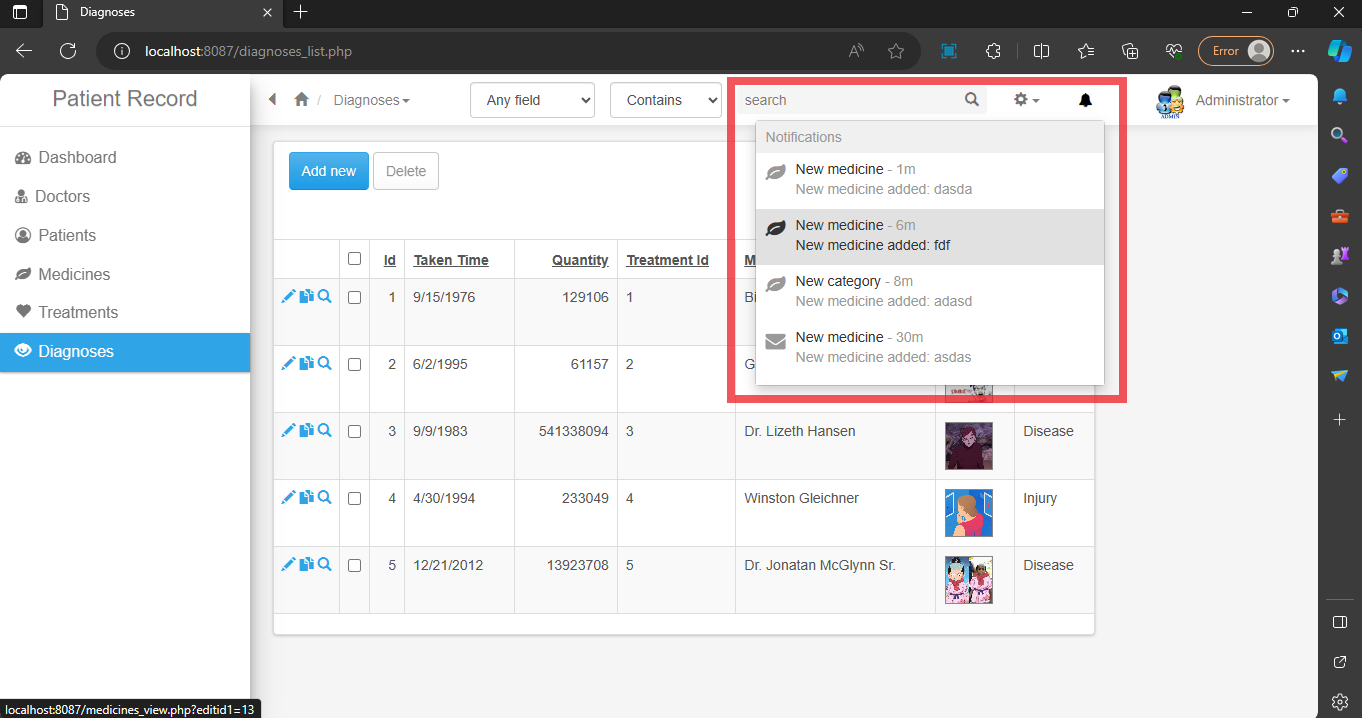 Diagnoses
localhost:8087/diagnoses_list.php
Error
Patient Record
Diagnoses
Any field
Contains
search
Administrator
ADMIN
Dashboard
Doctors
Patients
Medicines
Treatments
Diagnoses
Add new
Delete
Notifications
New medicine - 1m
New medicine added: dasda
New medicine - 6m
New medicine added: fdf
New category - 8m
New medicine added: adasd
New medicine - 30m
New medicine added: asdas
Id Taken Time Quantity Treatment Id M
1 9/15/1976 129106 1 Bi
2 6/2/1995 61157 2 G
3 9/9/1983 541338094 3 Dr. Lizeth Hansen Disease
4 4/30/1994 233049 4 Winston Gleichner Injury
5 12/21/2012 13923708 5 Dr. Jonatan McGlynn Sr. Disease
localhost:8087/medicines_view.php?editid1=13